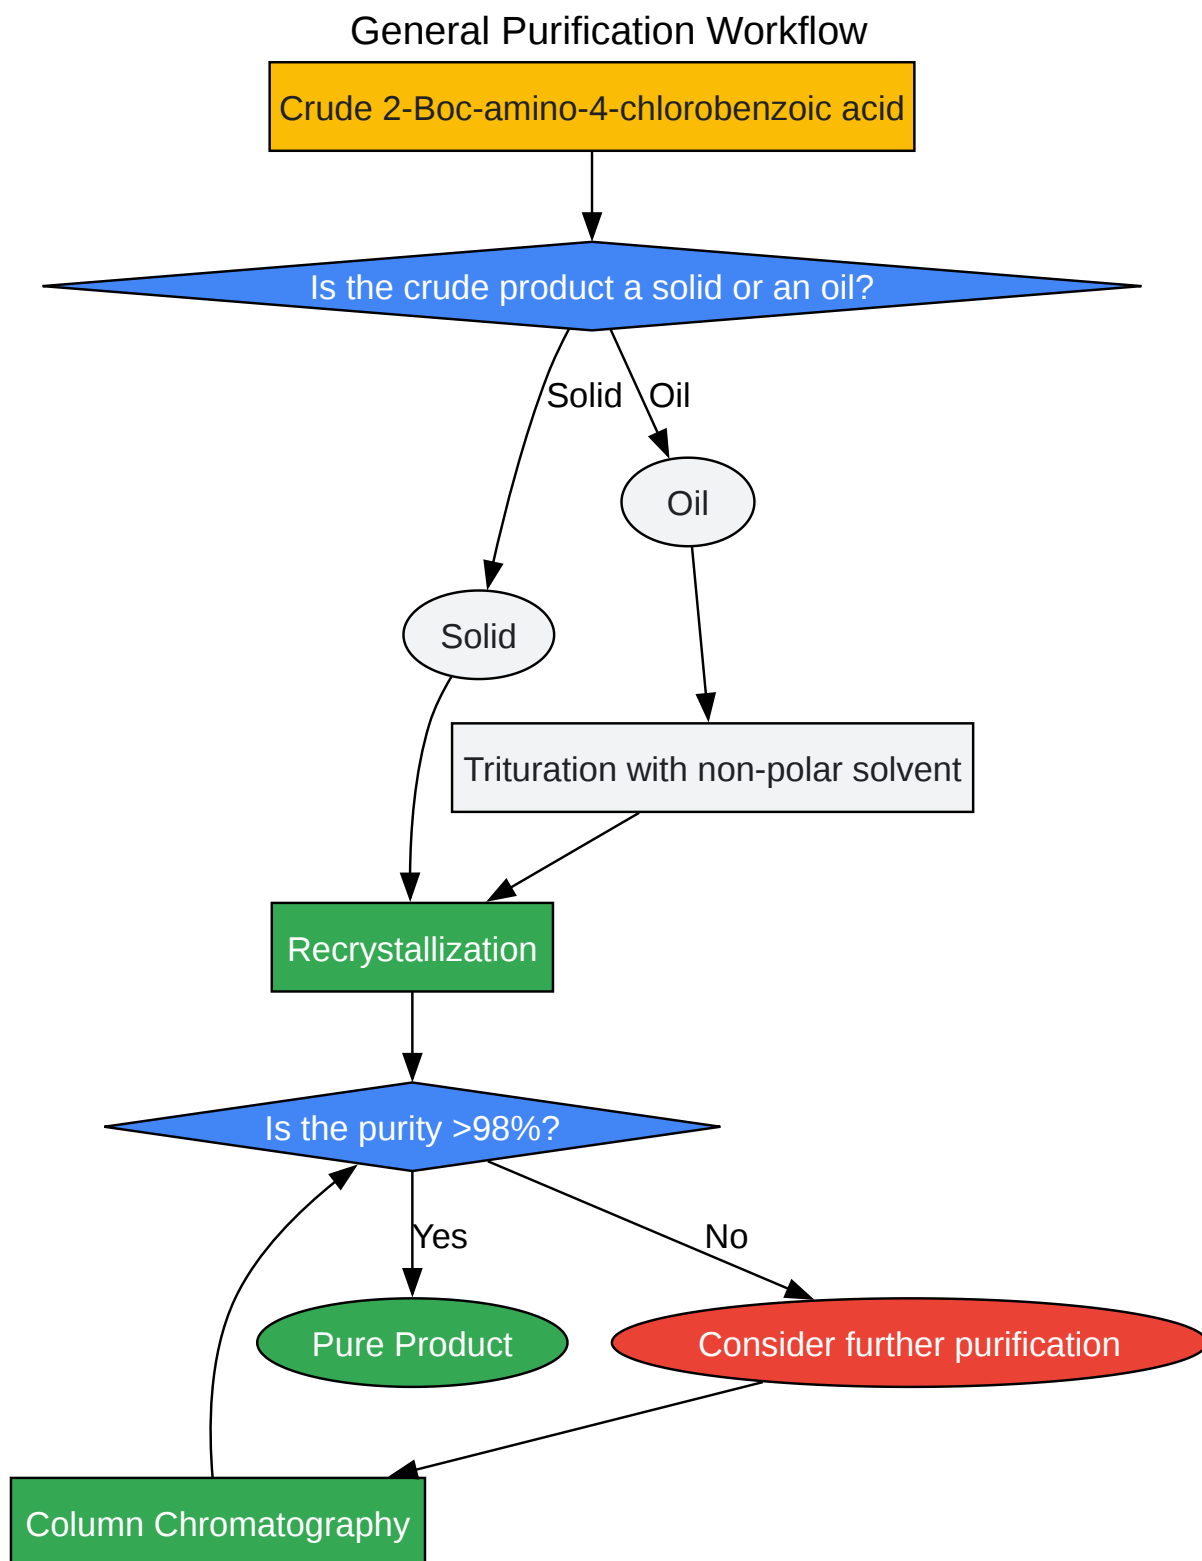 General Purification Workflow
Crude 2-Boc-amino-4-chlorobenzoic acid
Is the crude product a solid or an oil?
Solid
Oil
Oil
Solid
Trituration with non-polar solvent
Recrystallization
Is the purity >98%?
Yes
No
Pure Product
Consider further purification
Column Chromatography